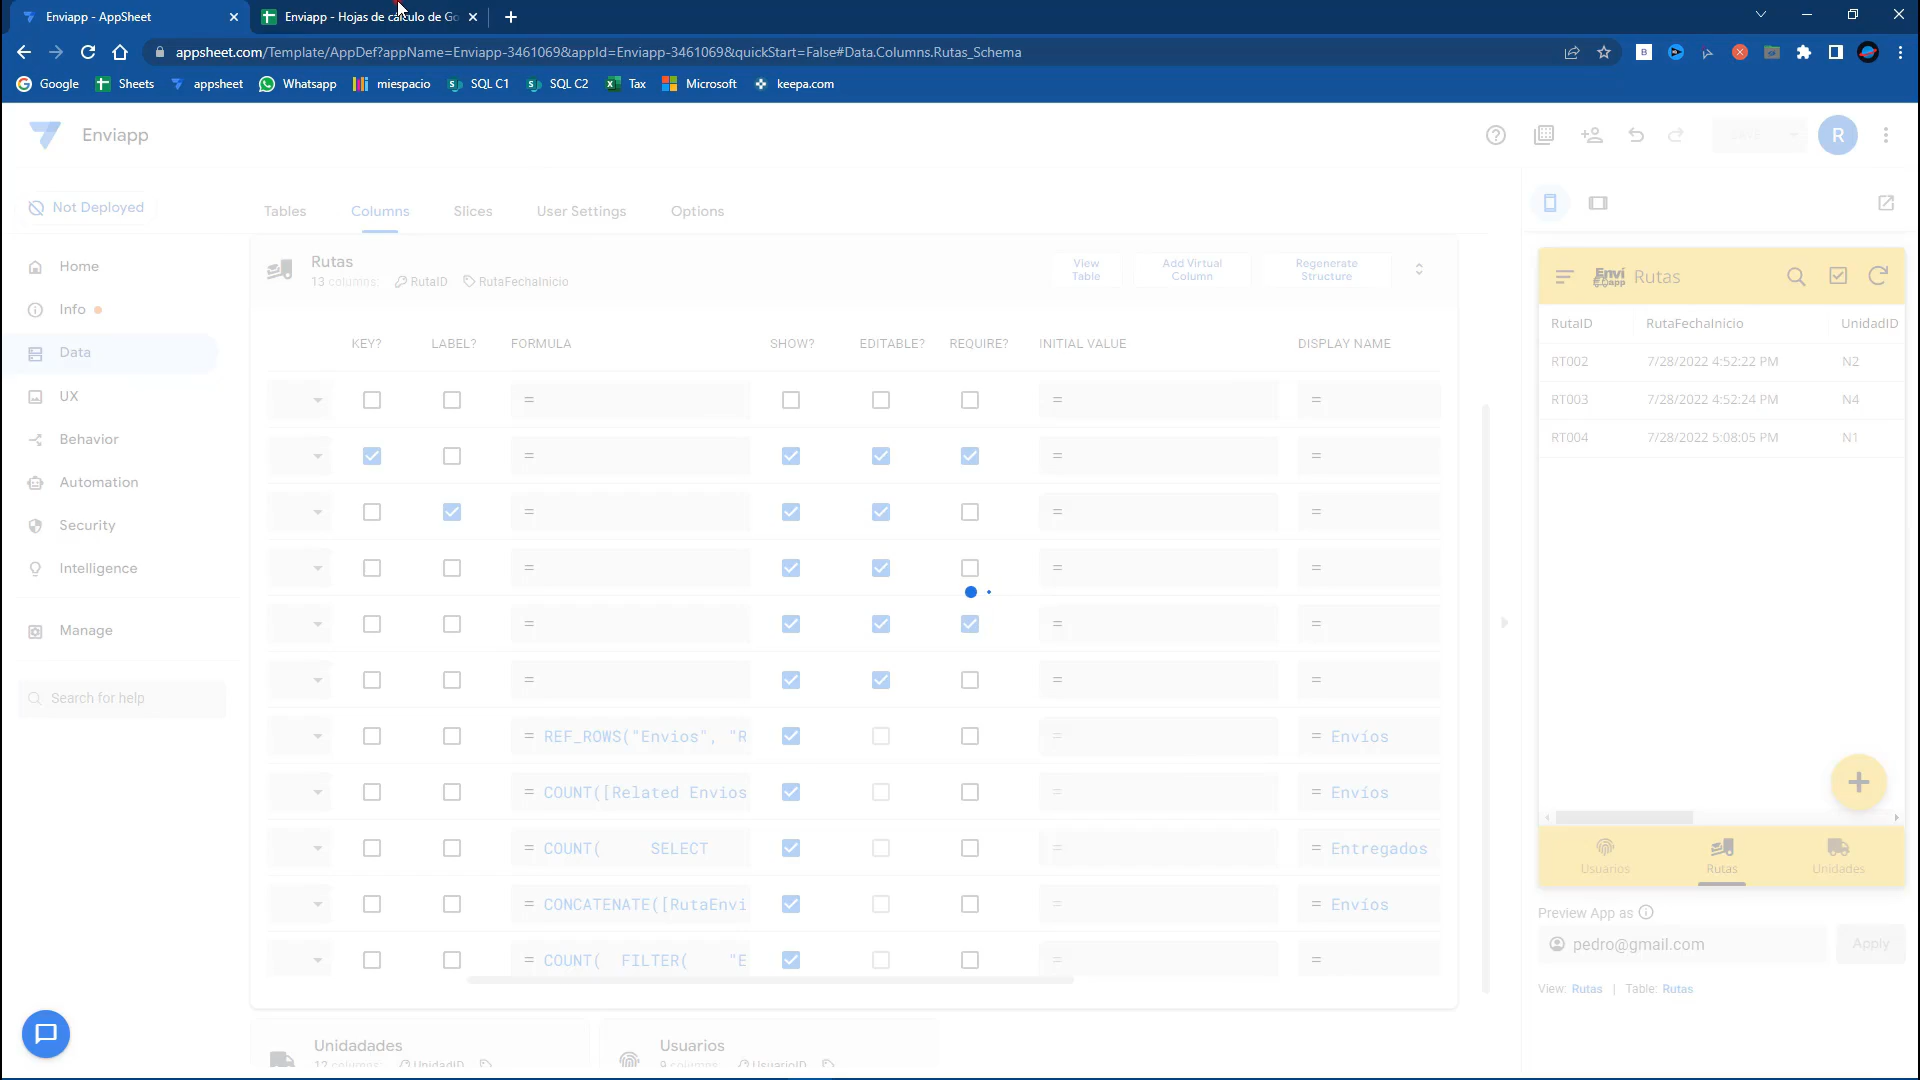 Enviapp - AppSheet
Enviapp - Hojas de cálculo de Go
appsheet.com/Template/AppDef?appName=Enviapp-3461069&appId=Enviapp-3461069&quickStart=False#Data.Columns.Rutas_Schema
Google Sheets appsheet Whatsapp miespacio SQL C1 SQL C2 Tax Microsoft keepa.com
Enviapp
R
Not Deployed
Home
Info
Data
UX
Behavior
Automation
Security
Intelligence
Manage
Search for help
Tables Columns Slices User Settings Options
Rutas
13 columns: RutaID RutaFechaInicio
View Table
Add Virtual Column
Regenerate Structure
KEY? LABEL? FORMULA SHOW? EDITABLE? REQUIRE? INITIAL VALUE DISPLAY NAME
= = =
= = =
= = =
= = =
= = =
= = =
= REF_ROWS("Envios", "R = = Envíos
= COUNT([Related Envios = = Envíos
= COUNT( SELECT = = Entregados
= CONCATENATE([RutaEnvi = = Envíos
= COUNT( FILTER( "E = =
Unidadades
12 columns: UnidadID
Usuarios
9 columns: UsuarioID
Enví app Rutas
RutaID RutaFechaInicio UnidadID
RT002 7/28/2022 4:52:22 PM N2
RT003 7/28/2022 4:52:24 PM N4
RT004 7/28/2022 5:08:05 PM N1
Usuarios Rutas Unidades
Preview App as
pedro@gmail.com Apply
View: Rutas | Table: Rutas